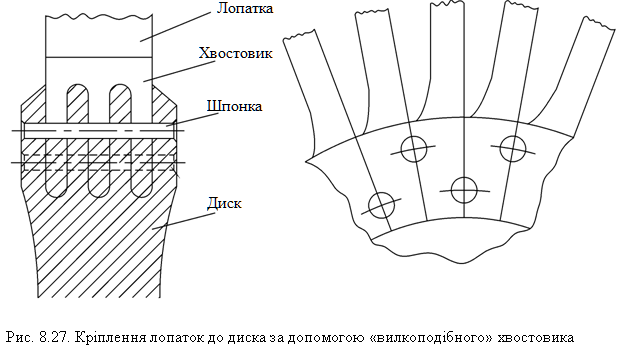 Лопатка
Хвостовик
Шпонка
Диск
Рис. 8.27. Кріплення лопаток до диска за допомогою «вилкоподібного» хвостовика